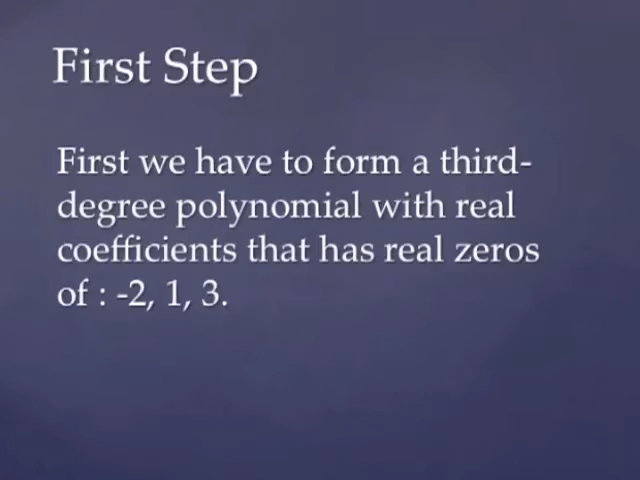 First Step
First we have to form a third-
degree polynomial with real
coefficients that has real zeros
of : -2, 1, 3.